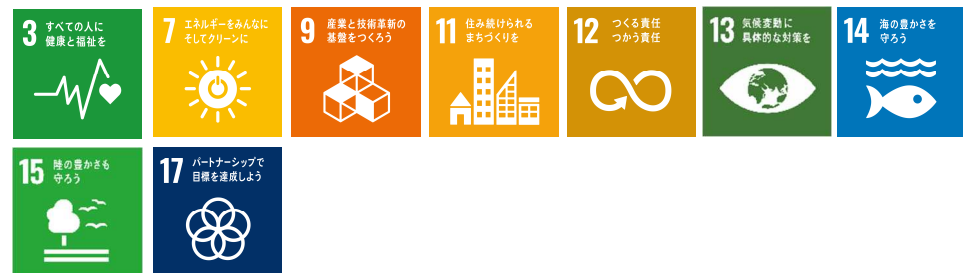 3 すべての人に
健康と福祉を
7 エネルギーをみんなに
そしてクリーンに
9 産業と技術革新の
基盤をつくろう
11 住み続けられる
まちづくりを
12 つくる責任
つかう責任
13 気候変動に
具体的な対策を
14 海の豊かさを
守ろう
15 陸の豊かさも
守ろう
17 パートナーシップで
目標を達成しよう